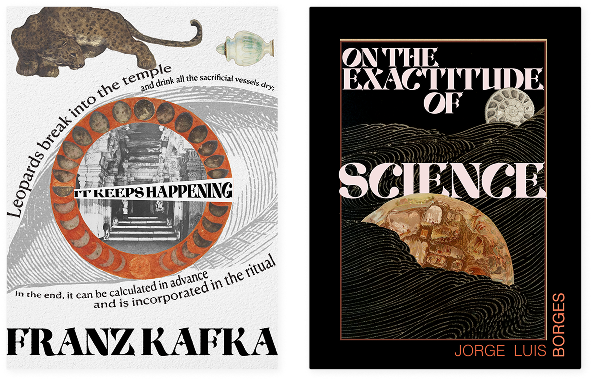 Leopards break into the temple
and drink all the sacrificial vessels dry;
IT KEEPS HAPPENING
In the end, it can be calculated in advance
and is incorporated in the ritual
FRANZ KAFKA
ON THE
EXACTITUDE
OF
SCIENCE
JORGE LUIS
BORGES